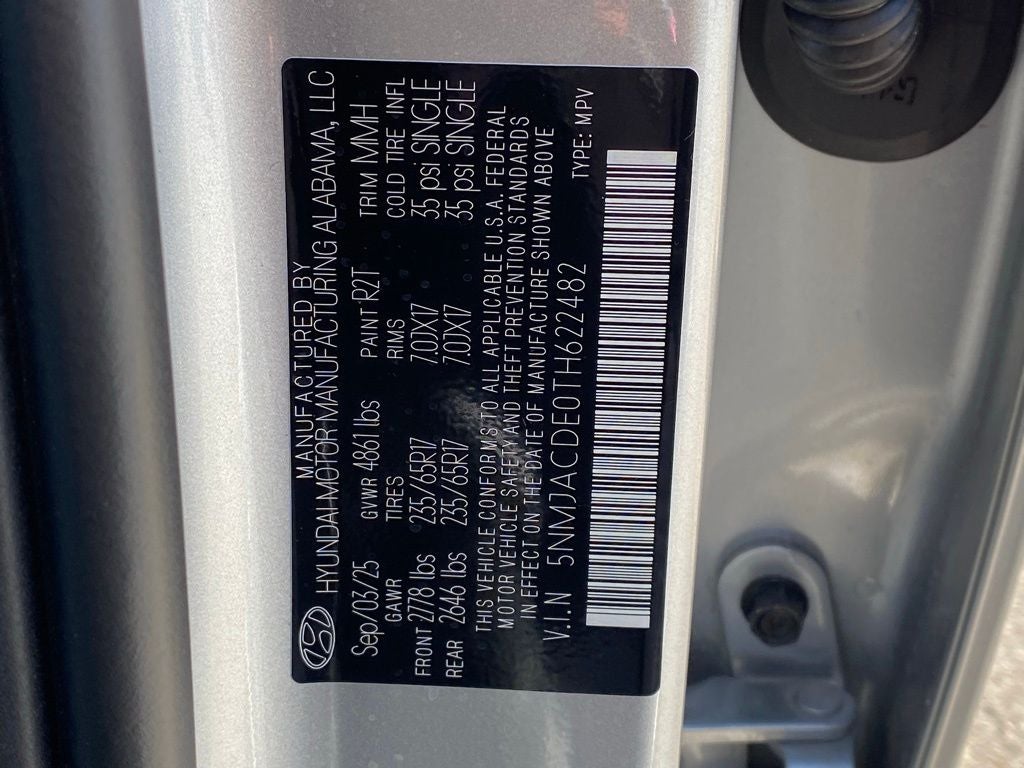 MANUFACTURED BY
HYUNDAI MOTOR MANUFACTURING ALABAMA, LLC
Sep/03/25 GVWR 4861 lbs PAINT R2T TRIM MMH
GAWR TIRES RIMS COLD TIRE INFL
FRONT 2778 lbs 235/65R17 7.0JX17 35 psi SINGLE
REAR 2646 lbs 235/65R17 7.0JX17 35 psi SINGLE
THIS VEHICLE CONFORMS TO ALL APPLICABLE U.S.A. FEDERAL
MOTOR VEHICLE SAFETY AND THEFT PREVENTION STANDARDS
IN EFFECT ON THE DATE OF MANUFACTURE SHOWN ABOVE
V.I.N 5NMJACDE0TH622482 TYPE: MPV